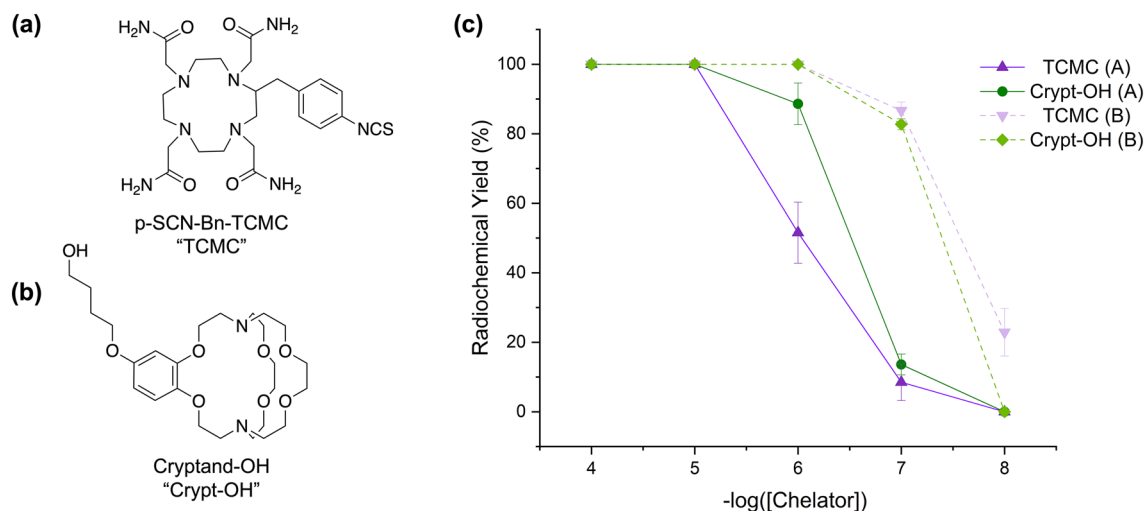 (a)
H2N
O
O
NH2
N
N
N
N
NCS
H2N
O
O
NH2
p-SCN-Bn-TCMC
“TCMC”
(b)
OH
O
O
O
N
O
O
O
O
N
Cryptand-OH
“Crypt-OH”
(c)
Radiochemical Yield (%)
100
80
60
40
20
0
4 5 6 7 8
-log([Chelator])
TCMC (A)
Crypt-OH (A)
TCMC (B)
Crypt-OH (B)